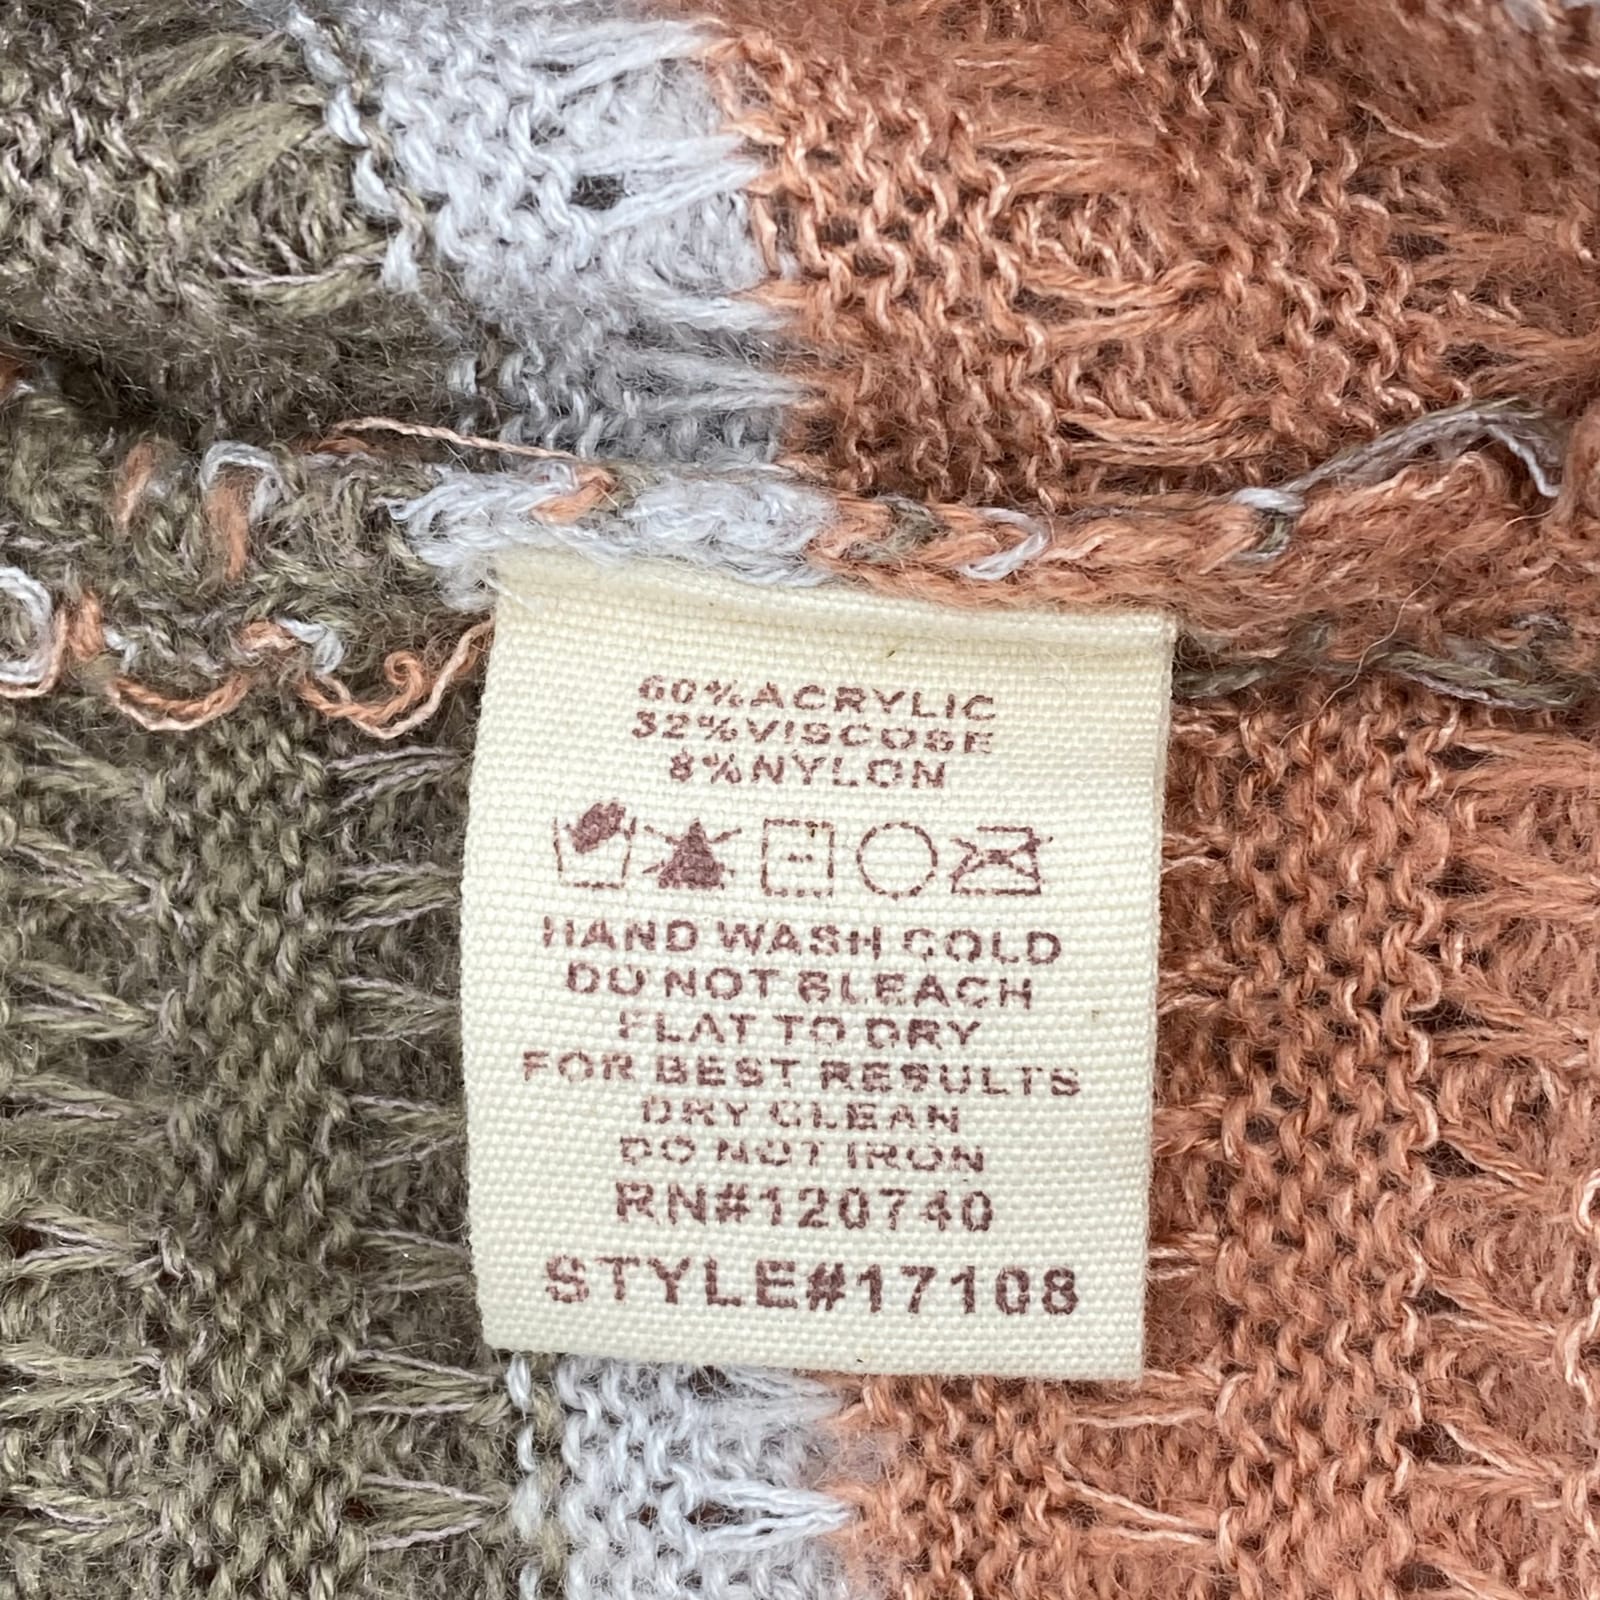 60%ACRYLIC
32%VISCOSE
8%NYLON
HAND WASH COLD
DO NOT BLEACH
FLAT TO DRY
FOR BEST RESULTS
DRY CLEAN
DO NOT IRON
RN#120740
STYLE#17108